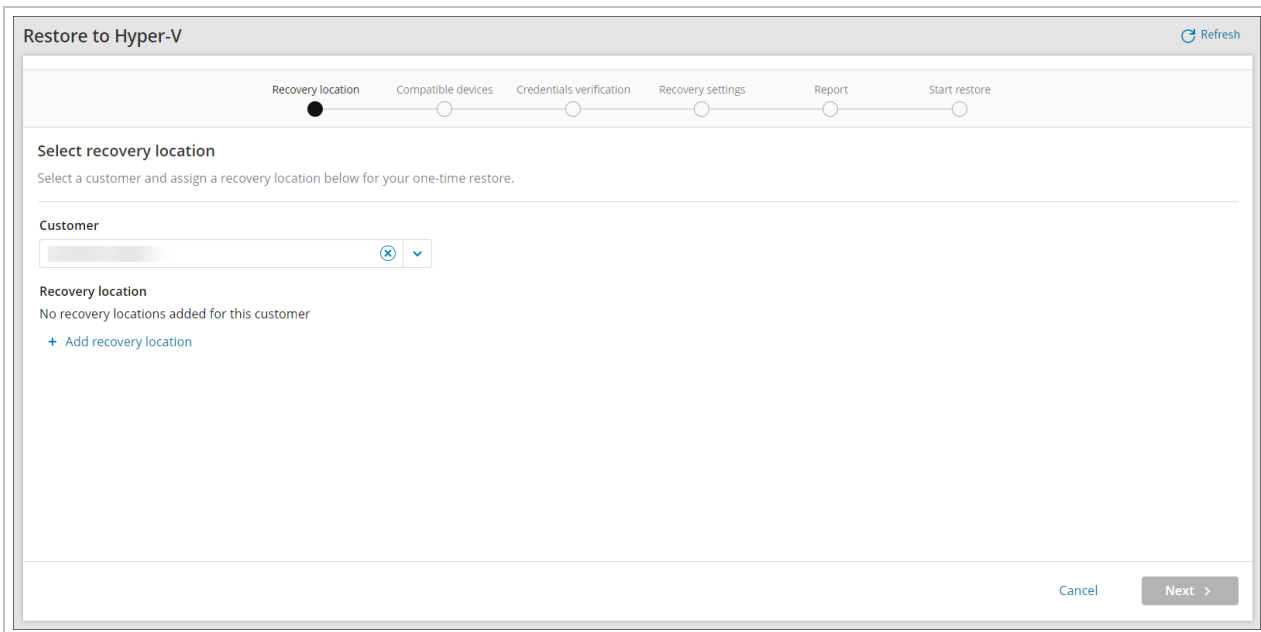 Restore to Hyper-V
Refresh
Recovery location
Compatible devices
Credentials verification
Recovery settings
Report
Start restore
Select recovery location
Select a customer and assign a recovery location below for your one-time restore.
Customer
Recovery location
No recovery locations added for this customer
+ Add recovery location
Cancel
Next >